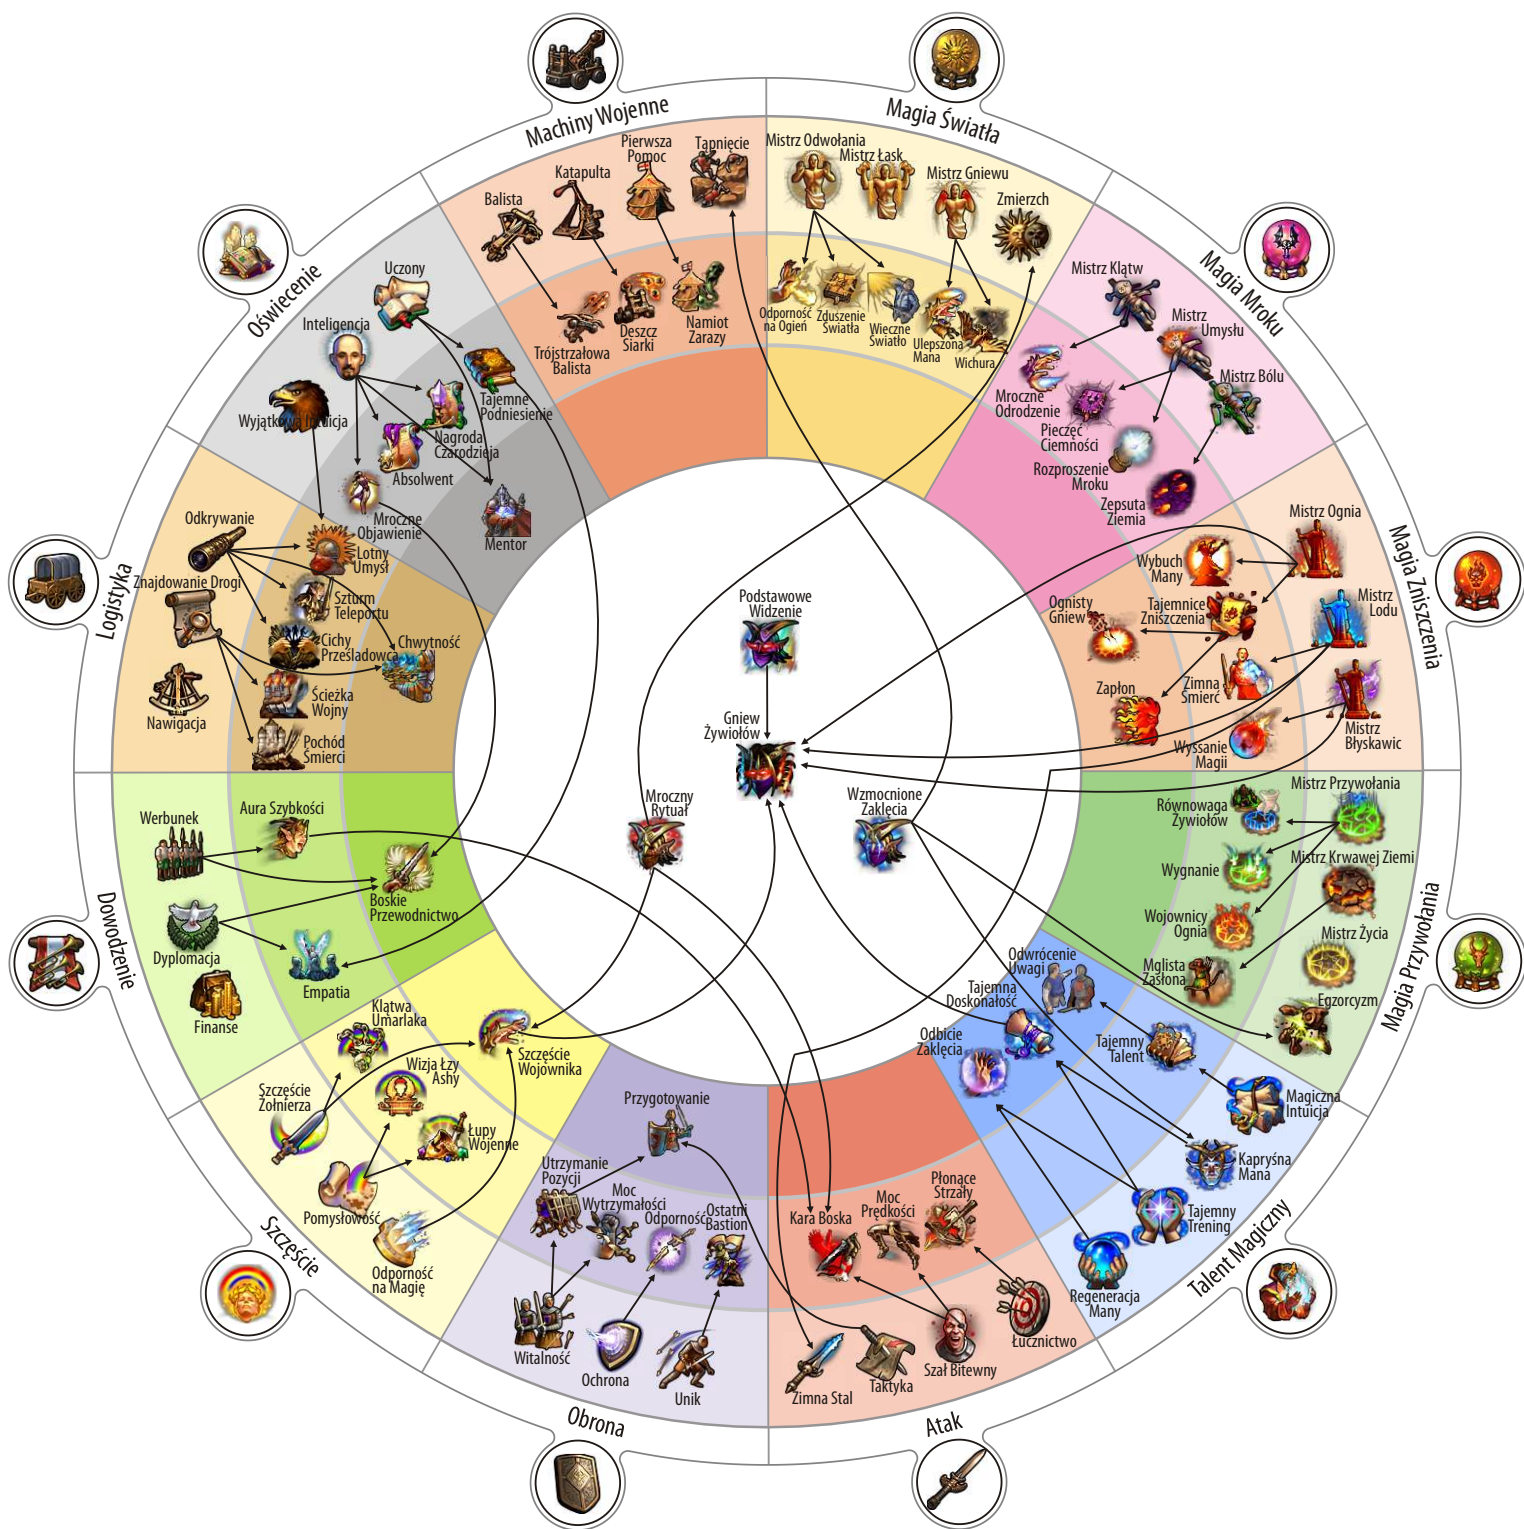 Machiny Wojenne
Balista
Katapulta
Pierwsza
Pomoc
Tapnięcie
Trójstrzałowa
Balista
Deszcz
Siarki
Namiot
Zarazy
Magia Światła
Mistrz Odwołania
Mistrz Łask
Mistrz Gniewu
Zmierzch
Odporność
na Ogień
Zduszenie
Światła
Wieczne
Światło
Ulepszona
Mana
Wichura
Magia Mroku
Mistrz Klątw
Mistrz
Umysłu
Mistrz Bólu
Mroczne
Odrodzenie
Pieczęć
Ciemności
Rozproszenie
Mroku
Zepsuta
Ziemia
Magia Zniszczenia
Mistrz Ognia
Mistrz
Lodu
Mistrz
Błyskawic
Wybuch
Many
Ognisty
Gniew
Tajemnice
Zniszczenia
Zimna
Śmierć
Zapłon
Wyssanie
Magii
Magia Przywołania
Mistrz Przywołania
Równowaga
Żywiołów
Mistrz Krwawej Ziemi
Wygnanie
Wojownicy
Ognia
Mistrz Życia
Mglista
Zasłona
Egzorcyzm
Talent Magiczny
Odwrócenie
Uwagi
Tajemna
Doskonałość
Odbicie
Zaklęcia
Tajemny
Talent
Magiczna
Intuicja
Kapryśna
Mana
Tajemny
Trening
Regeneracja
Many
Atak
Kara Boska
Moc
Prędkości
Płonące
Strzały
Zimna Stal
Taktyka
Szał Bitewny
Łucznictwo
Obrona
Przygotowanie
Utrzymanie
Pozycji
Moc
Wytrzymałości
Odporność
Ostatni
Bastion
Witalność
Ochrona
Unik
Szczęście
Klątwa
Umarlaka
Wizja Łzy
Ashy
Szczęście
Żołnierza
Szczęście
Wojownika
Łupy
Wojenne
Pomysłowość
Odporność
na Magię
Dowodzenie
Werbunek
Aura Szybkości
Boskie
Przewodnictwo
Dyplomacja
Empatia
Finanse
Logistyka
Odkrywanie
Znajdowanie Drogi
Nawigacja
Lotny
Umysł
Szturm
Teleportu
Cichy
Prześladowca
Chwytność
Ścieżka
Wojny
Pochód
Śmierci
Oświecenie
Uczony
Inteligencja
Wyjątkowa Intuicja
Tajemne
Podniesienie
Nagroda
Czarodzieja
Absolwent
Mroczne
Objawienie
Mentor
Podstawowe
Widzenie
Gniew
Żywiołów
Mroczny
Rytuał
Wzmocnione
Zaklęcia